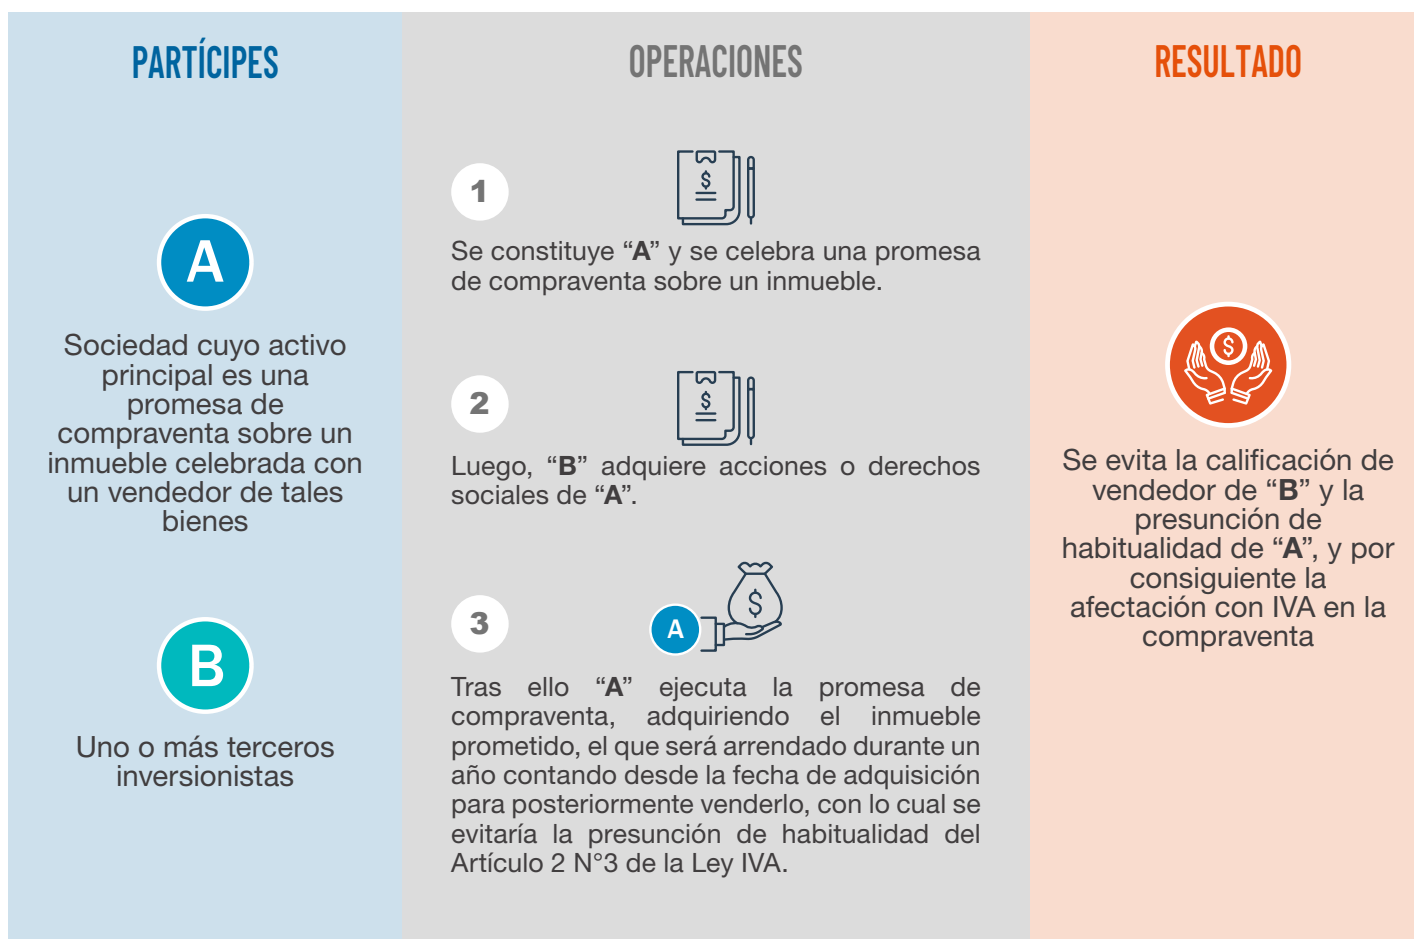 PARTÍCIPES
A
Sociedad cuyo activo
principal es una
promesa de
compraventa sobre un
inmueble celebrada con
un vendedor de tales
bienes
B
Uno o más terceros
inversionistas
OPERACIONES
1
$
Se constituye “A” y se celebra una promesa
de compraventa sobre un inmueble.
2
$
Luego, “B” adquiere acciones o derechos
sociales de “A”.
3
A
$
Tras ello “A” ejecuta la promesa de
compraventa, adquiriendo el inmueble
prometido, el que será arrendado durante un
año contando desde la fecha de adquisición
para posteriormente venderlo, con lo cual se
evitaría la presunción de habitualidad del
Artículo 2 N°3 de la Ley IVA.
RESULTADO
$
Se evita la calificación de
vendedor de “B” y la
presunción de
habitualidad de “A”, y por
consiguiente la
afectación con IVA en la
compraventa